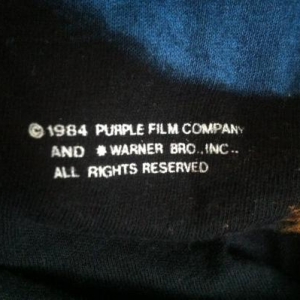 ©1984 PURPLE FILM COMPANY
AND * WARNER BRO.,INC.,
ALL RIGHTS RESERVED